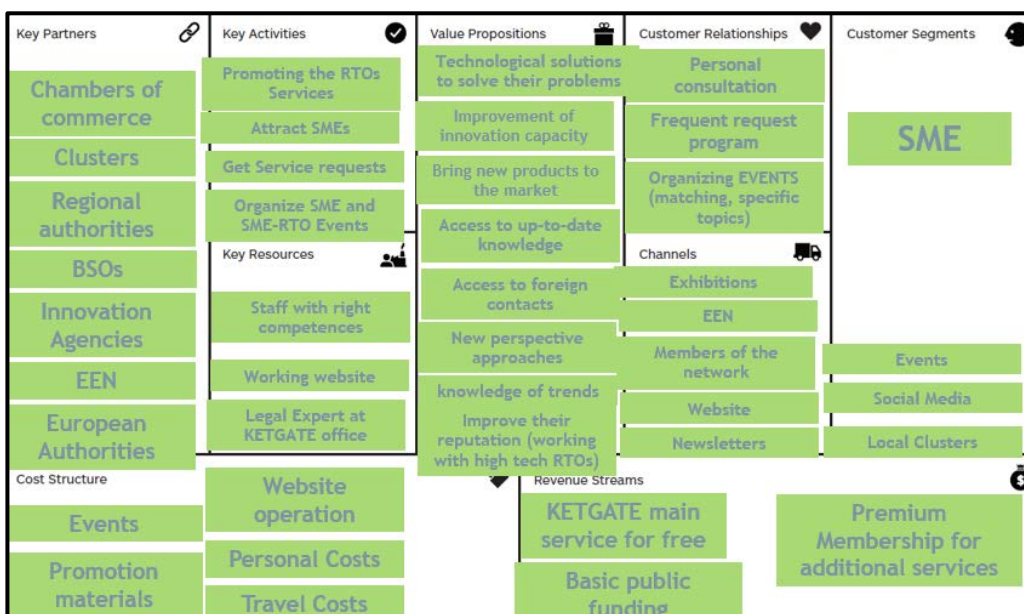 Key Partners
Chambers of
commerce
Clusters
Regional
authorities
BSOs
Innovation
Agencies
EEN
European
Authorities
Key Activities
Promoting the RTOs
Services
Attract SMEs
Get Service requests
Organize SME and
SME-RTO Events
Key Resources
Staff with right
competences
Working website
Legal Expert at
KETGATE office
Value Propositions
Technological solutions
to solve their problems
Improvement of
innovation capacity
Bring new products to
the market
Access to up-to-date
knowledge
Access to foreign
contacts
New perspective
approaches
knowledge of trends
Improve their
reputation (working
with high tech RTOs)
Customer Relationships
Personal
consultation
Frequent request
program
Organizing EVENTS
(matching, specific
topics)
Channels
Exhibitions
EEN
Members of the
network
Website
Newsletters
Customer Segments
SME
Events
Social Media
Local Clusters
Cost Structure
Events
Promotion
materials
Website
operation
Personal Costs
Travel Costs
Revenue Streams
KETGATE main
service for free
Basic public
funding
Premium
Membership for
additional services